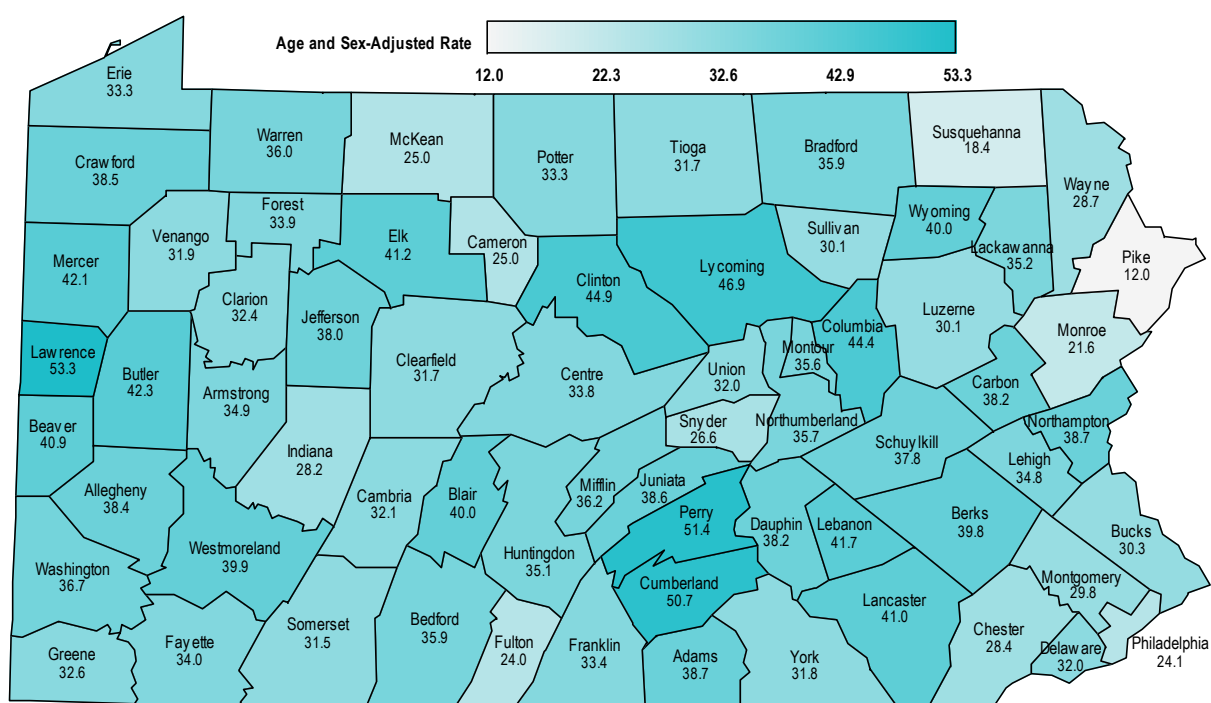 Age and Sex-Adjusted Rate
12.0 22.3 32.6 42.9 53.3
Erie
33.3
Crawford
38.5
Warren
36.0
McKean
25.0
Potter
33.3
Tioga
31.7
Bradford
35.9
Susquehanna
18.4
Wayne
28.7
Forest
33.9
Venango
31.9
Mercer
42.1
Elk
41.2
Cameron
25.0
Clinton
44.9
Lycoming
46.9
Sullivan
30.1
Wyoming
40.0
Lackawanna
35.2
Pike
12.0
Clarion
32.4
Jefferson
38.0
Clearfield
31.7
Centre
33.8
Columbia
44.4
Luzerne
30.1
Monroe
21.6
Lawrence
53.3
Butler
42.3
Armstrong
34.9
Union
32.0
Montour
35.6
Carbon
38.2
Beaver
40.9
Indiana
28.2
Snyder
26.6
Northumberland
35.7
Schuylkill
37.8
Northampton
38.7
Lehigh
34.8
Allegheny
38.4
Cambria
32.1
Blair
40.0
Mifflin
36.2
Juniata
38.6
Perry
51.4
Dauphin
38.2
Lebanon
41.7
Berks
39.8
Bucks
30.3
Westmoreland
39.9
Huntingdon
35.1
Washington
36.7
Cumberland
50.7
Montgomery
29.8
Lancaster
41.0
Somerset
31.5
Bedford
35.9
Fulton
24.0
Franklin
33.4
Adams
38.7
York
31.8
Chester
28.4
Delaware
32.0
Philadelphia
24.1
Fayette
34.0
Greene
32.6